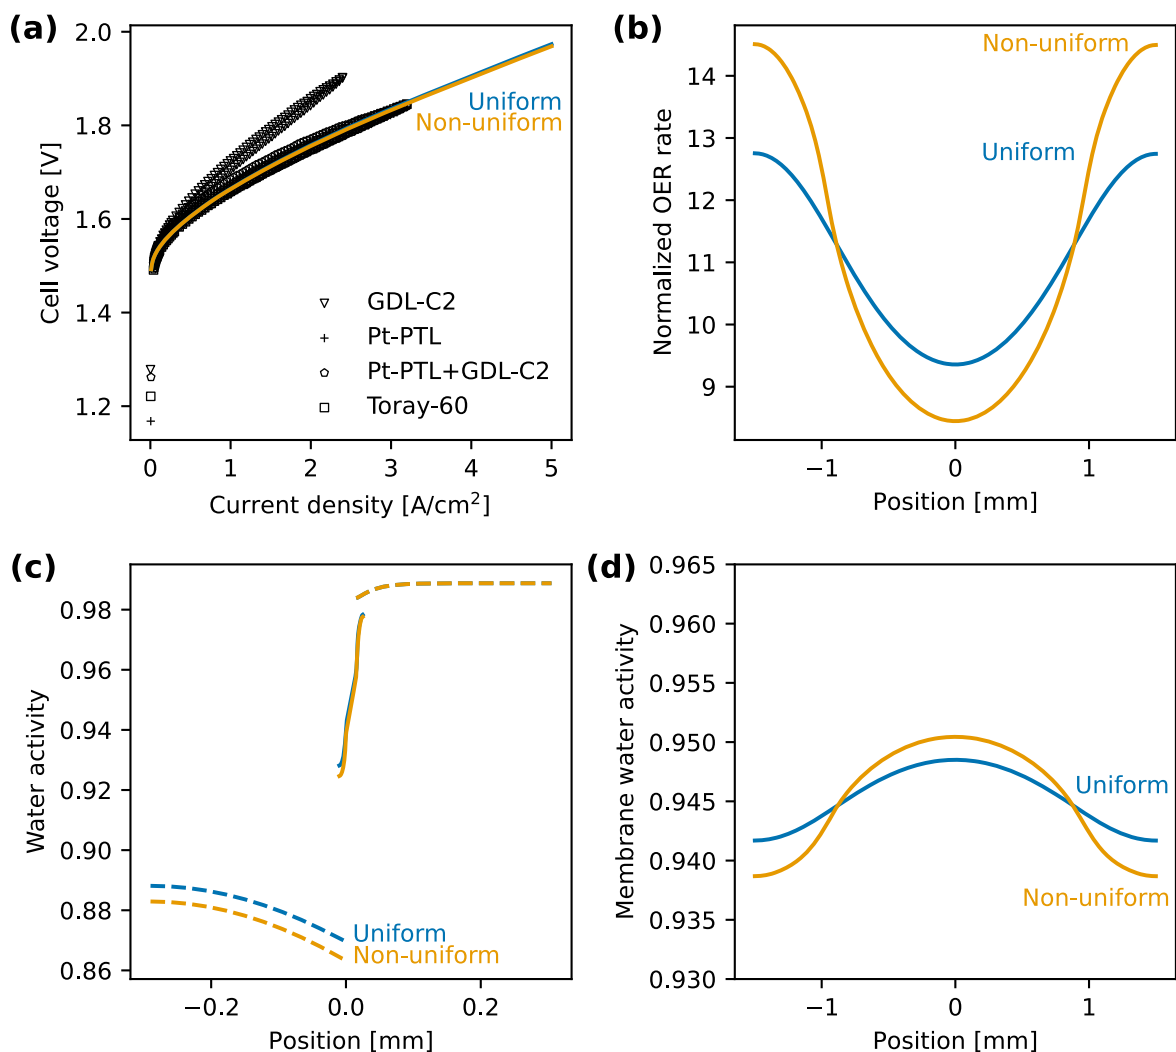 (a)
2.0
1.8
1.6
1.4
1.2
Cell voltage [V]
Uniform
Non-uniform
GDL-C2
Pt-PTL
Pt-PTL+GDL-C2
Toray-60
0 1 2 3 4 5
Current density [A/cm²]
(b)
14
13
12
11
10
9
Normalized OER rate
Non-uniform
Uniform
−1 0 1
Position [mm]
(c)
0.98
0.96
0.94
0.92
0.90
0.88
0.86
Water activity
Uniform
Non-uniform
−0.2 0.0 0.2
Position [mm]
(d)
0.965
0.960
0.955
0.950
0.945
0.940
0.935
0.930
Membrane water activity
Uniform
Non-uniform
−1 0 1
Position [mm]